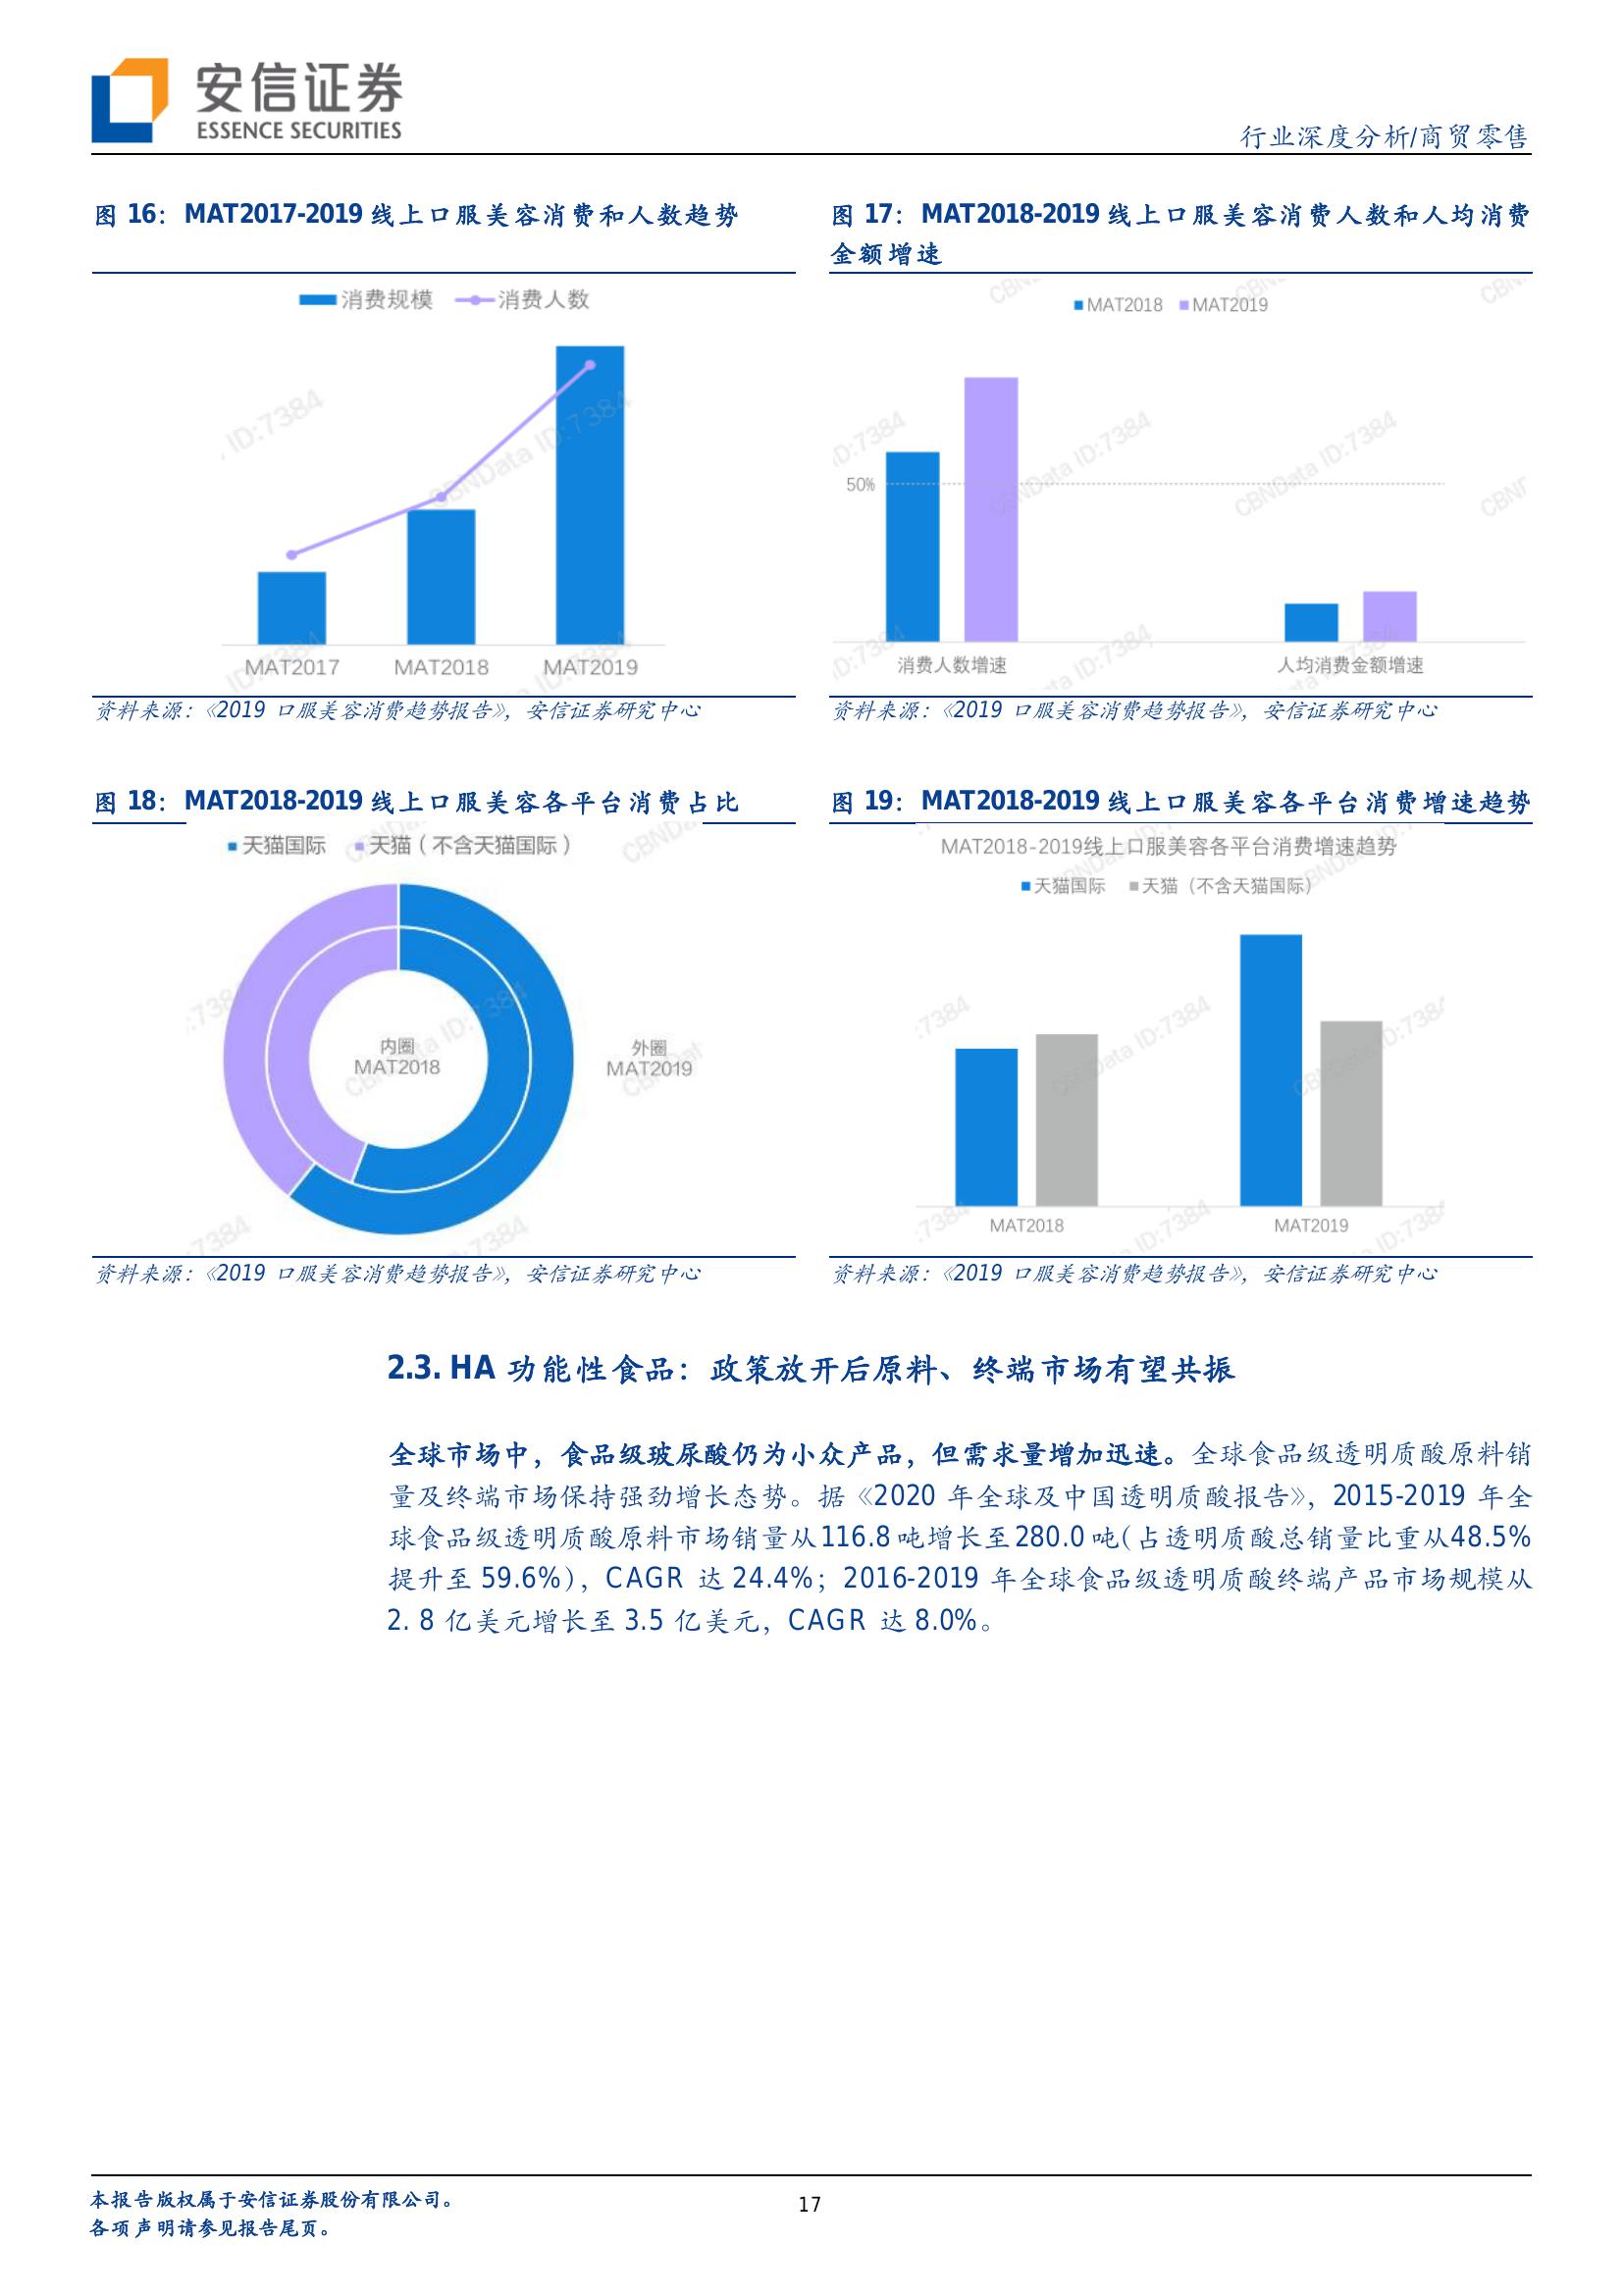 安信证券
ESSENCE SECURITIES
行业深度分析/商贸零售
图 16：MAT2017-2019 线上口服美容消费和人数趋势
消费规模 消费人数
MAT2017 MAT2018 MAT2019
资料来源：《2019 口服美容消费趋势报告》，安信证券研究中心
图 17：MAT2018-2019 线上口服美容消费人数和人均消费
金额增速
MAT2018 MAT2019
50%
消费人数增速 人均消费金额增速
资料来源：《2019 口服美容消费趋势报告》，安信证券研究中心
图 18：MAT2018-2019 线上口服美容各平台消费占比
天猫国际 天猫（不含天猫国际）
内圈
MAT2018
外圈
MAT2019
资料来源：《2019 口服美容消费趋势报告》，安信证券研究中心
图 19：MAT2018-2019 线上口服美容各平台消费增速趋势
MAT2018-2019线上口服美容各平台消费增速趋势
天猫国际 天猫（不含天猫国际）
MAT2018 MAT2019
资料来源：《2019 口服美容消费趋势报告》，安信证券研究中心
CBNData ID:7384
2.3. HA 功能性食品：政策放开后原料、终端市场有望共振
全球市场中，食品级玻尿酸仍为小众产品，但需求量增加迅速。全球食品级透明质酸原料销
量及终端市场保持强劲增长态势。据《2020 年全球及中国透明质酸报告》，2015-2019 年全
球食品级透明质酸原料市场销量从116.8 吨增长至280.0 吨(占透明质酸总销量比重从48.5%
提升至 59.6%)，CAGR 达 24.4%；2016-2019 年全球食品级透明质酸终端产品市场规模从
2. 8 亿美元增长至 3.5 亿美元，CAGR 达 8.0%。
本报告版权属于安信证券股份有限公司。
各项声明请参见报告尾页。
17